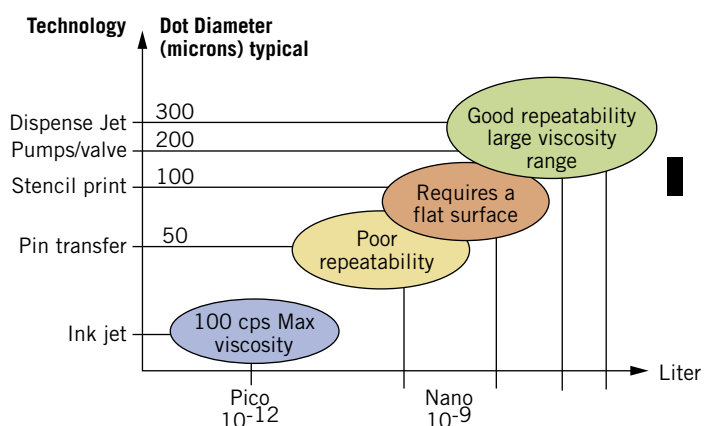 Technology
Dot Diameter
(microns) typical
Dispense Jet
300
Pumps/valve
200
Stencil print
100
Pin transfer
50
Ink jet
Good repeatability
large viscosity
range
Requires a
flat surface
Poor
repeatability
100 cps Max
viscosity
Liter
Pico
10-12
Nano
10-9